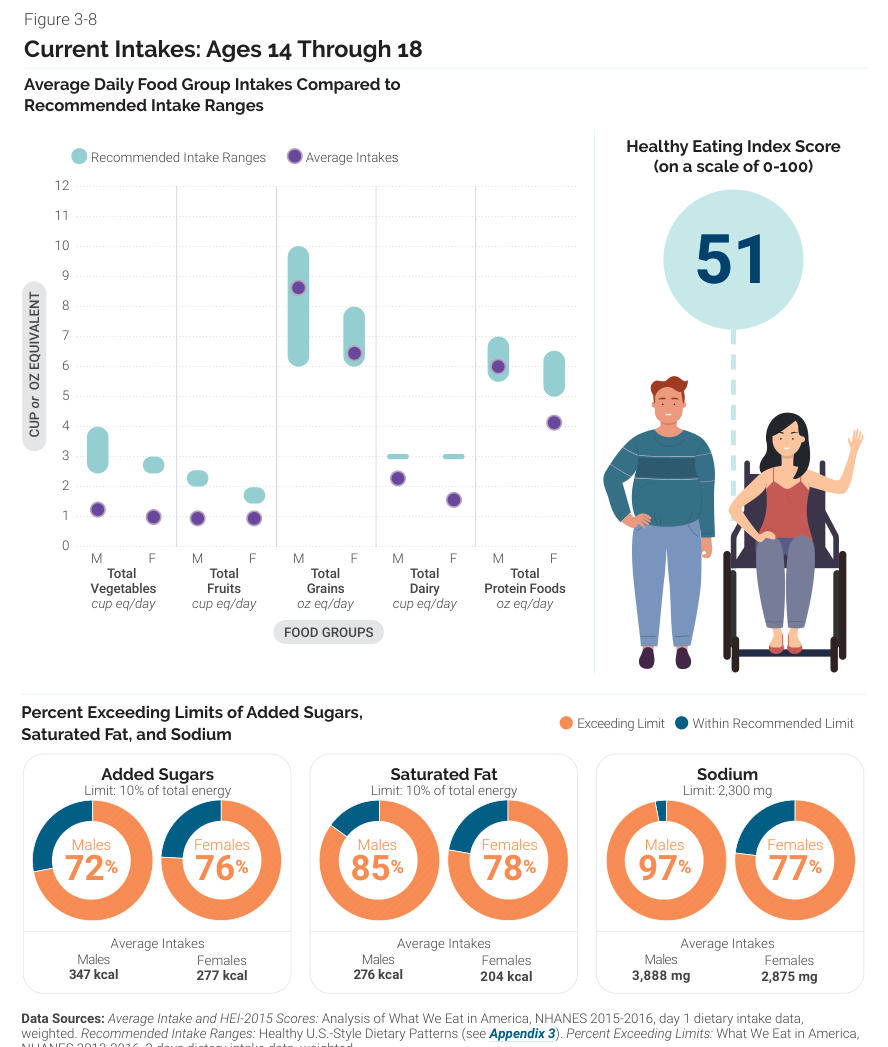 Figure 3-8
Current Intakes: Ages 14 Through 18
Average Daily Food Group Intakes Compared to
Recommended Intake Ranges
Recommended Intake Ranges
Average Intakes
CUP or OZ EQUIVALENT
12
11
10
9
8
7
6
5
4
3
2
1
0
M F M F M F M F M F
Total Total Total Total Total
Vegetables Fruits Grains Dairy Protein Foods
cup eq/day cup eq/day oz eq/day cup eq/day oz eq/day
FOOD GROUPS
Healthy Eating Index Score
(on a scale of 0-100)
51
Percent Exceeding Limits of Added Sugars,
Saturated Fat, and Sodium
Exceeding Limit
Within Recommended Limit
Added Sugars
Limit: 10% of total energy
Males
72%
Females
76%
Average Intakes
Males Females
347 kcal 277 kcal
Saturated Fat
Limit: 10% of total energy
Males
85%
Females
78%
Average Intakes
Males Females
276 kcal 204 kcal
Sodium
Limit: 2,300 mg
Males
97%
Females
77%
Average Intakes
Males Females
3,888 mg 2,875 mg
Data Sources: Average Intake and HEI-2015 Scores: Analysis of What We Eat in America, NHANES 2015-2016, day 1 dietary intake data,
weighted. Recommended Intake Ranges: Healthy U.S.-Style Dietary Patterns (see Appendix 3). Percent Exceeding Limits: What We Eat in America,